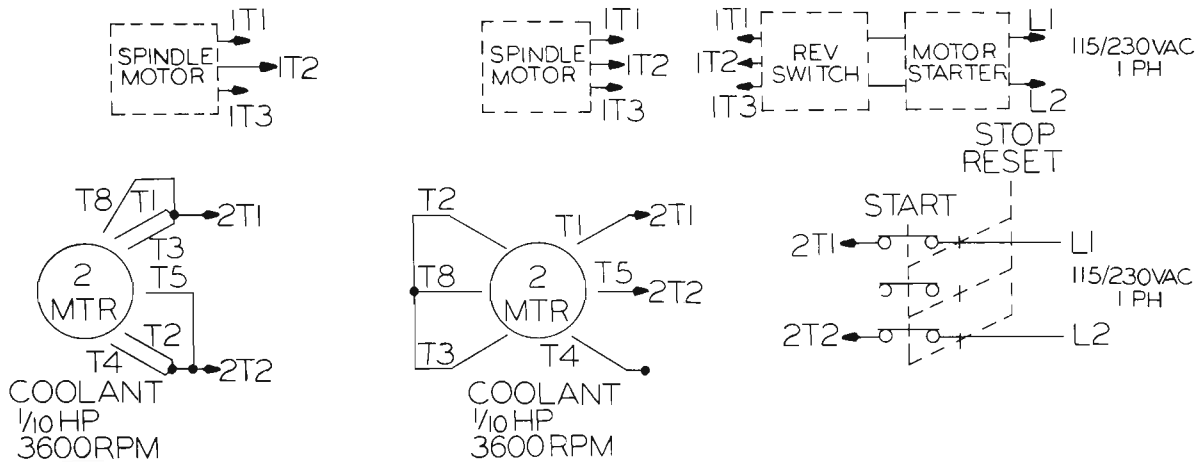 1T1
SPINDLE
MOTOR
1T2
1T3
1T1
SPINDLE
MOTOR
1T2
1T3
1T1
1T2
1T3
REV
SWITCH
MOTOR
STARTER
L1
L2
115/230VAC
1 PH
T8
T1
2T1
T3
2
MTR
T5
T2
T4
2T2
COOLANT
1/10 HP
3600RPM
T2
T1
2T1
T8
2
MTR
T5
2T2
T3
T4
COOLANT
1/10 HP
3600RPM
STOP
RESET
START
2T1
L1
115/230VAC
1 PH
2T2
L2